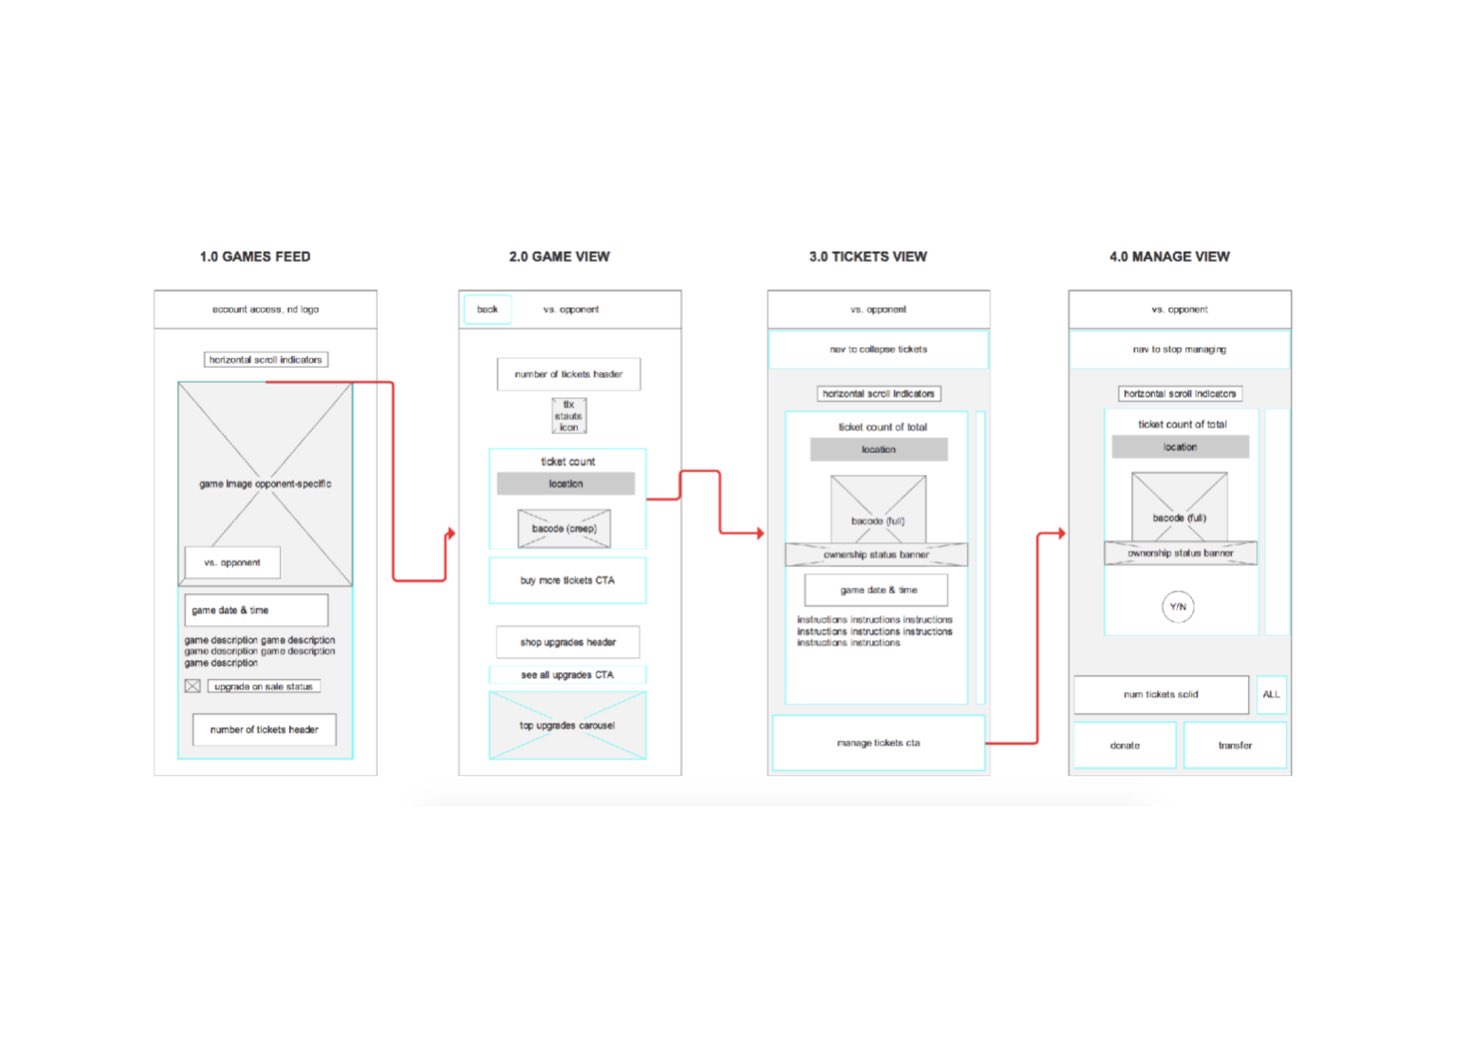 1.0 GAMES FEED
account access, nd logo
horizontal scroll indicators
game image opponent-specific
vs. opponent
game date & time
game description game description
game description game description
game description
upgrade on sale status
number of tickets header
2.0 GAME VIEW
back
vs. opponent
number of tickets header
tix
stauts
icon
ticket count
location
bacode (creep)
buy more tickets CTA
shop upgrades header
see all upgrades CTA
top upgrades carousel
3.0 TICKETS VIEW
vs. opponent
nav to collapse tickets
horizontal scroll indicators
ticket count of total
location
bacode (full)
ownership status banner
game date & time
instructions instructions instructions
instructions instructions instructions
instructions instructions
manage tickets cta
4.0 MANAGE VIEW
vs. opponent
nav to stop managing
horizontal scroll indicators
ticket count of total
location
bacode (full)
ownership status banner
Y/N
num tickets solid
ALL
donate
transfer